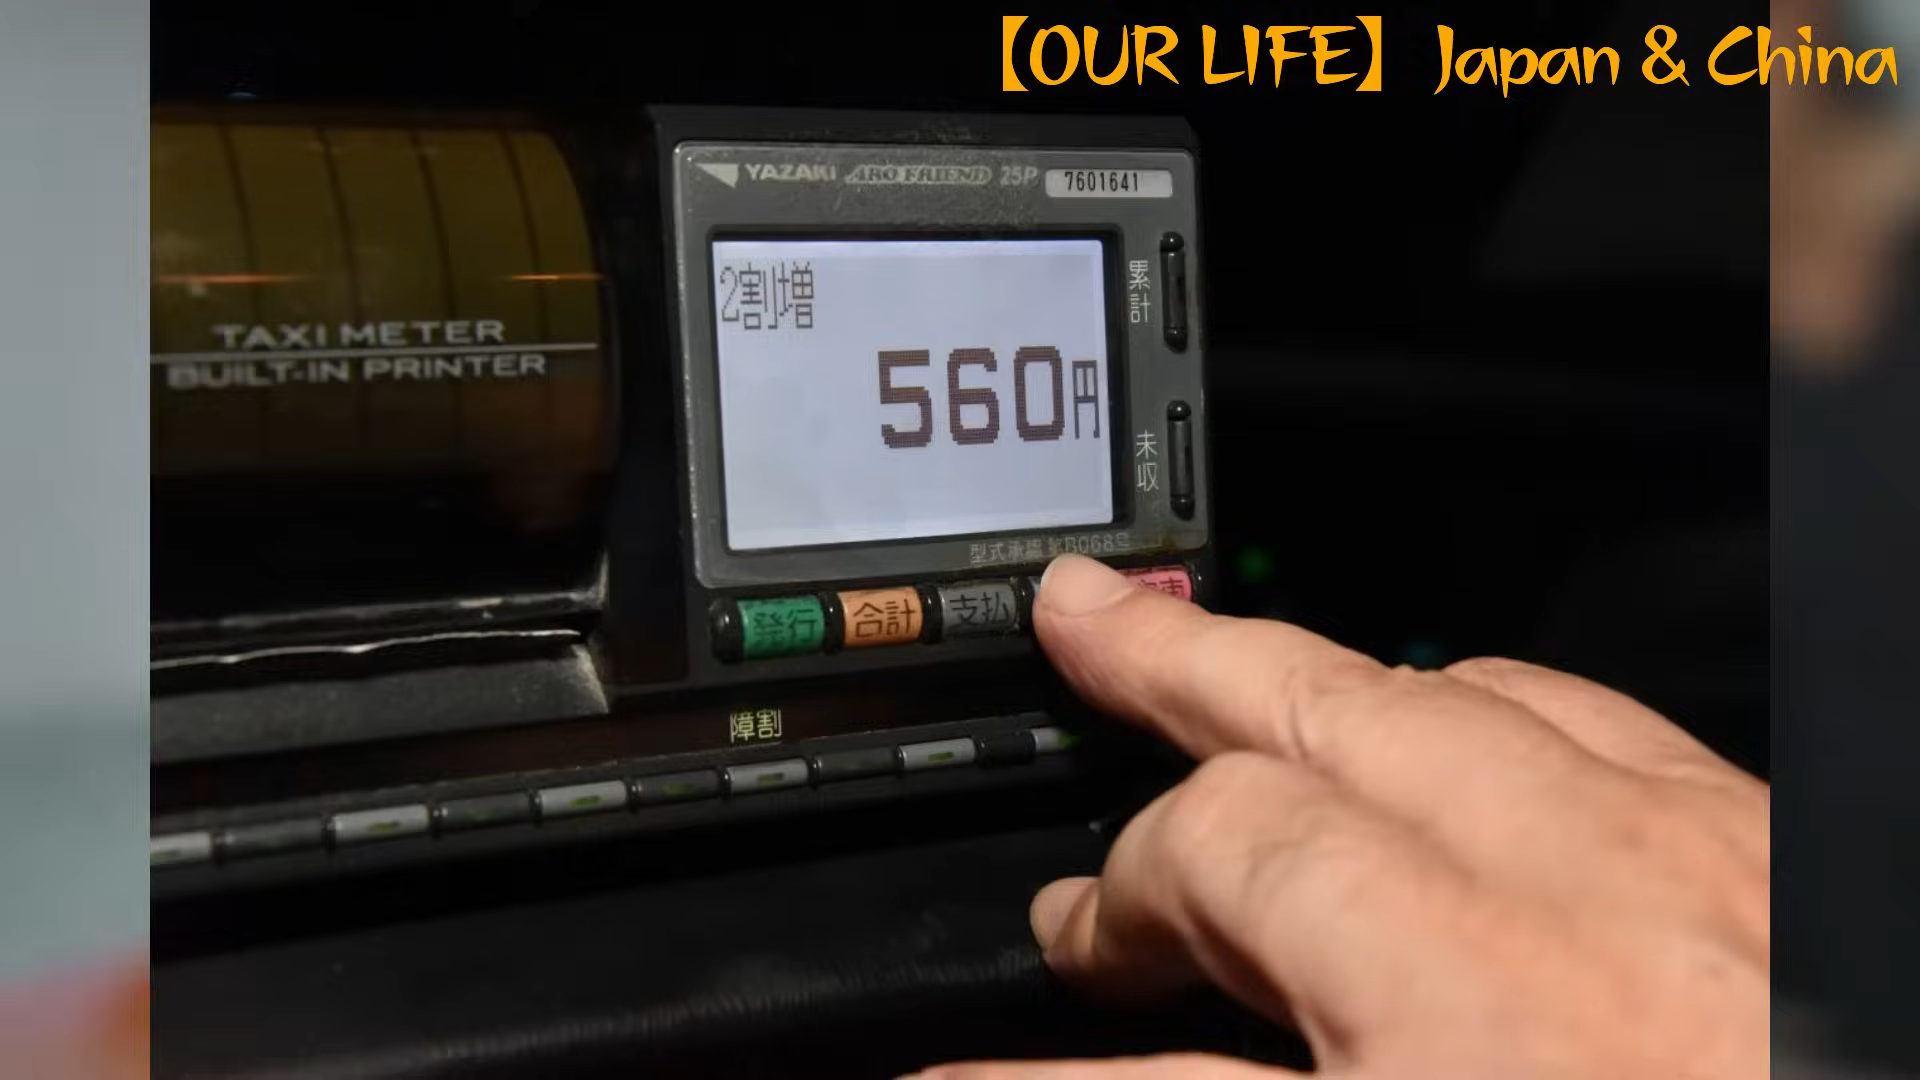 【OUR LIFE】 Japan & China
YAZAKI ARO FRIEND 25P 7601641
2割増
560円
累計
未収
TAXI METER
BUILT-IN PRINTER
型式承認 第B068号
発行 合計 支払
障割